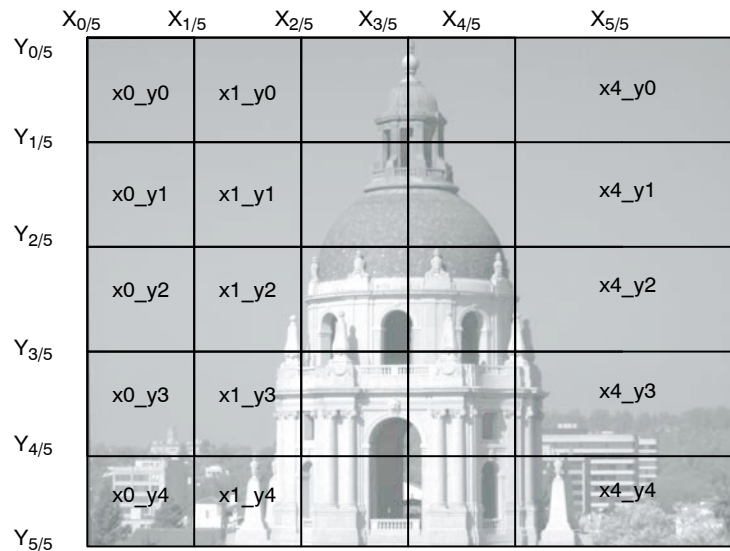 X0/5 X1/5 X2/5 X3/5 X4/5 X5/5
Y0/5
x0_y0 x1_y0 x4_y0
Y1/5
x0_y1 x1_y1 x4_y1
Y2/5
x0_y2 x1_y2 x4_y2
Y3/5
x0_y3 x1_y3 x4_y3
Y4/5
x0_y4 x1_y4 x4_y4
Y5/5